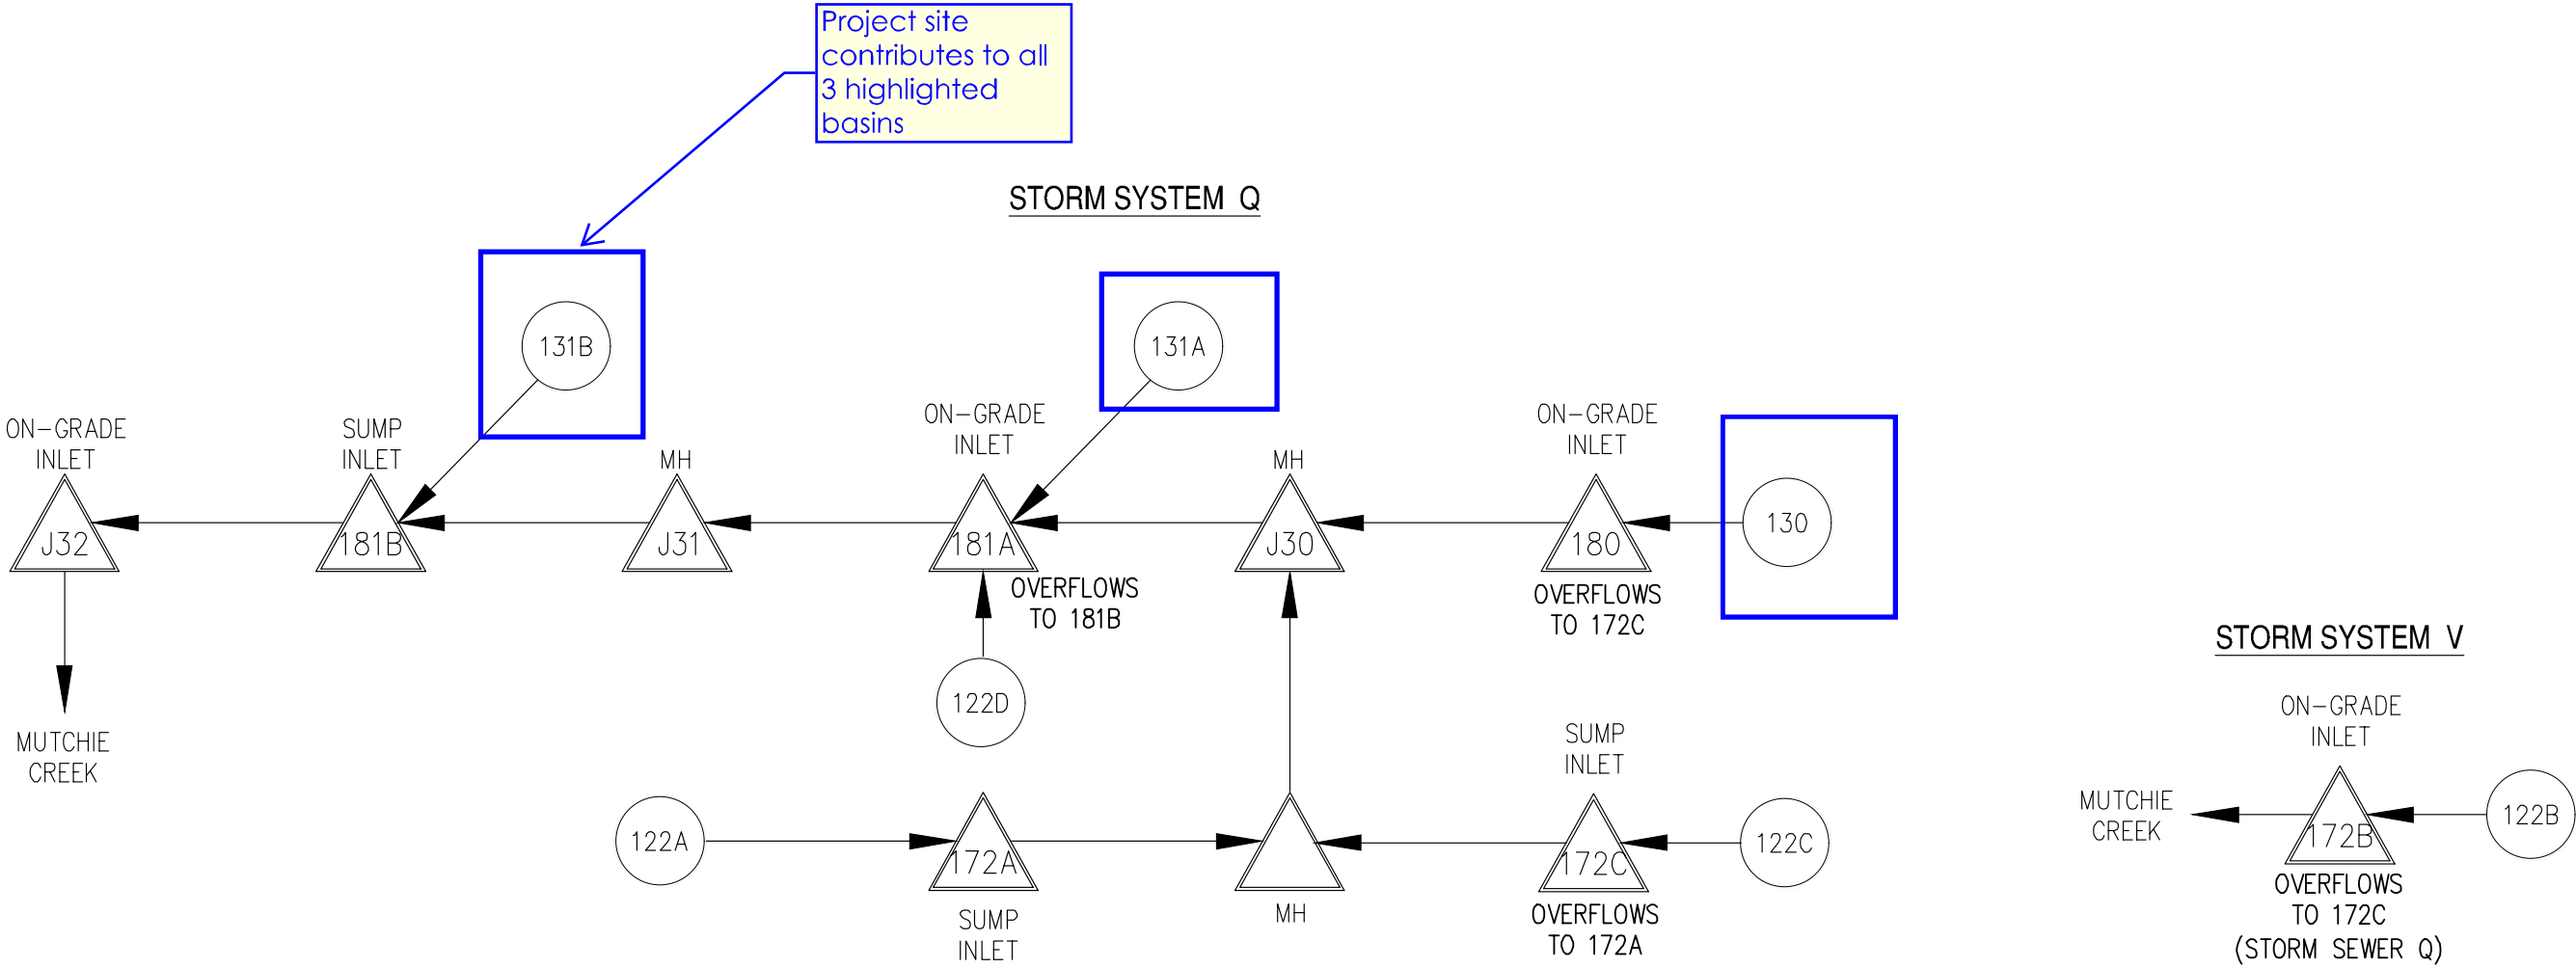 Project site
contributes to all
3 highlighted
basins
STORM SYSTEM Q
131B
131A
ON-GRADE
INLET
SUMP
INLET
MH
ON-GRADE
INLET
MH
ON-GRADE
INLET
J32
181B
J31
181A
J30
180
130
OVERFLOWS
TO 181B
OVERFLOWS
TO 172C
122D
MUTCHIE
CREEK
SUMP
INLET
122A
172A
172C
122C
SUMP
INLET
MH
OVERFLOWS
TO 172A
STORM SYSTEM V
ON-GRADE
INLET
MUTCHIE
CREEK
172B
122B
OVERFLOWS
TO 172C
(STORM SEWER Q)